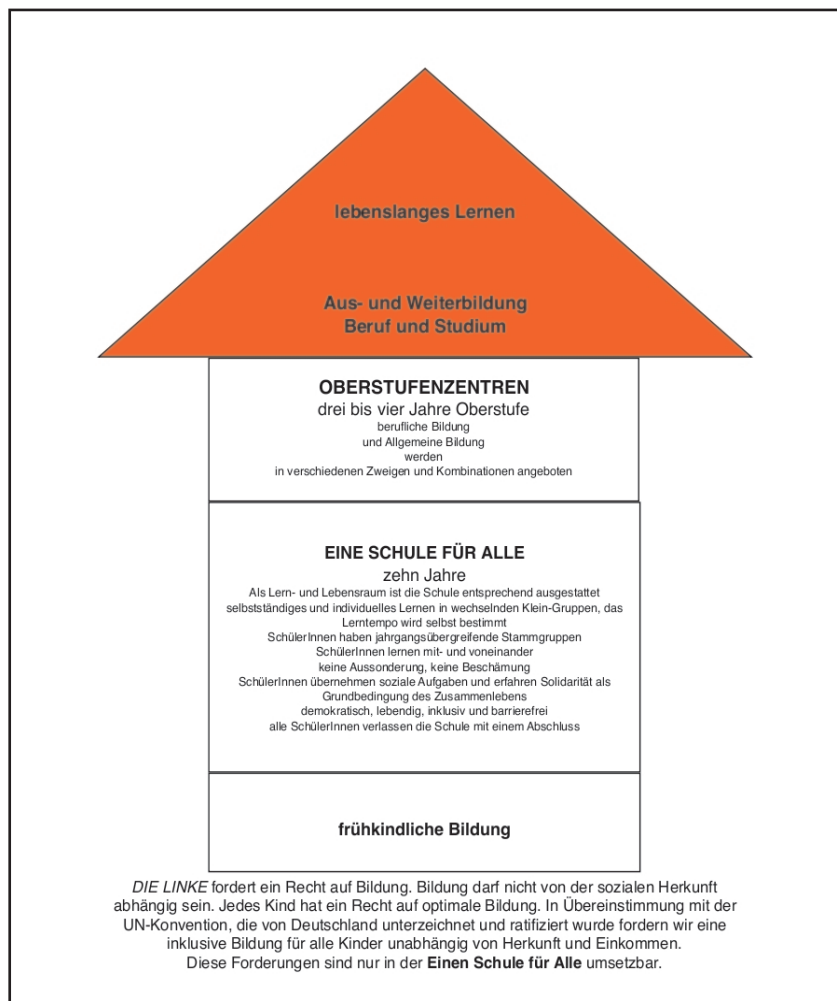 lebenslanges Lernen
Aus- und Weiterbildung
Beruf und Studium
OBERSTUFENZENTREN
drei bis vier Jahre Oberstufe
berufliche Bildung
und Allgemeine Bildung
werden
in verschiedenen Zweigen und Kombinationen angeboten
EINE SCHULE FÜR ALLE
zehn Jahre
Als Lern- und Lebensraum ist die Schule entsprechend ausgestattet
selbstständiges und individuelles Lernen in wechselnden Klein-Gruppen, das
Lerntempo wird selbst bestimmt
SchülerInnen haben jahrgangsübergreifende Stammgruppen
SchülerInnen lernen mit- und voneinander
keine Aussonderung, keine Beschämung
SchülerInnen übernehmen soziale Aufgaben und erfahren Solidarität als
Grundbedingung des Zusammenlebens
demokratisch, lebendig, inklusiv und barrierefrei
alle SchülerInnen verlassen die Schule mit einem Abschluss
frühkindliche Bildung
DIE LINKE fordert ein Recht auf Bildung. Bildung darf nicht von der sozialen Herkunft
abhängig sein. Jedes Kind hat ein Recht auf optimale Bildung. In Übereinstimmung mit der
UN-Konvention, die von Deutschland unterzeichnet und ratifiziert wurde fordern wir eine
inklusive Bildung für alle Kinder unabhängig von Herkunft und Einkommen.
Diese Forderungen sind nur in der Einen Schule für Alle umsetzbar.